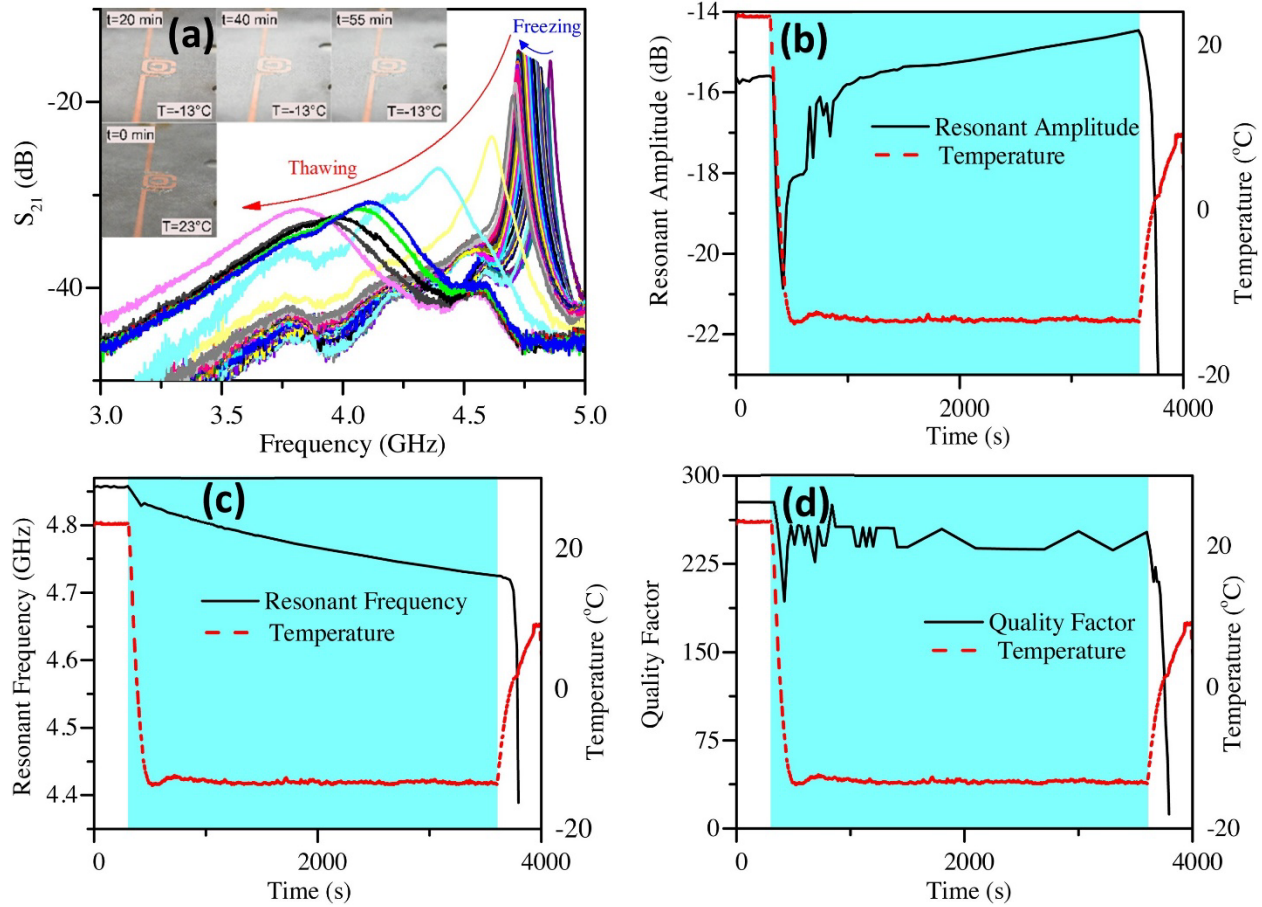 (a)
t=20 min
t=40 min
t=55 min
T=-13°C
T=-13°C
T=-13°C
t=0 min
T=23°C
Freezing
Thawing
-20
-40
S21 (dB)
3.0 3.5 4.0 4.5 5.0
Frequency (GHz)
(b)
-14
-16
-18
-20
-22
Resonant Amplitude (dB)
Resonant Amplitude
Temperature
20
0
-20
Temperature (°C)
0 2000 4000
Time (s)
(c)
4.8
4.7
4.6
4.5
4.4
Resonant Frequency (GHz)
Resonant Frequency
Temperature
20
0
-20
Temperature (°C)
0 2000 4000
Time (s)
(d)
300
225
150
75
0
Quality Factor
Quality Factor
Temperature
20
0
-20
Temperature (°C)
0 2000 4000
Time (s)